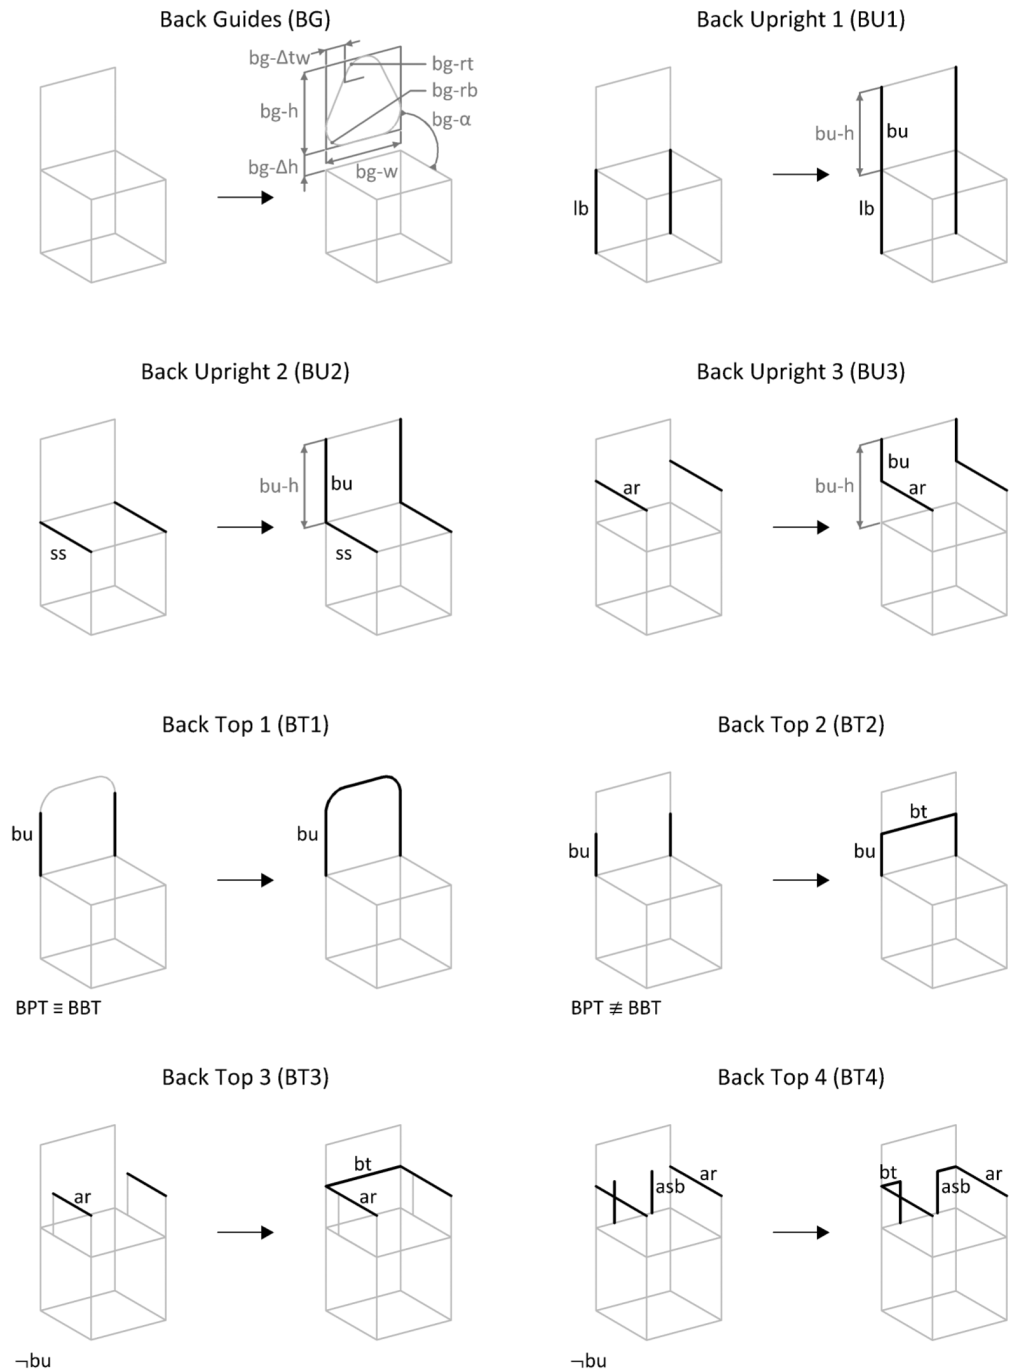 Back Guides (BG)
bg-Δtw
bg-rt
bg-rb
bg-h
bg-α
bg-Δh
bg-w
Back Upright 1 (BU1)
lb
bu-h
bu
lb
Back Upright 2 (BU2)
ss
bu-h
bu
ss
Back Upright 3 (BU3)
ar
bu-h
bu
ar
Back Top 1 (BT1)
bu
bu
BPT ≡ BBT
Back Top 2 (BT2)
bu
bt
bu
BPT ≢ BBT
Back Top 3 (BT3)
ar
bt
ar
¬bu
Back Top 4 (BT4)
ar
asb
bt
ar
asb
¬bu